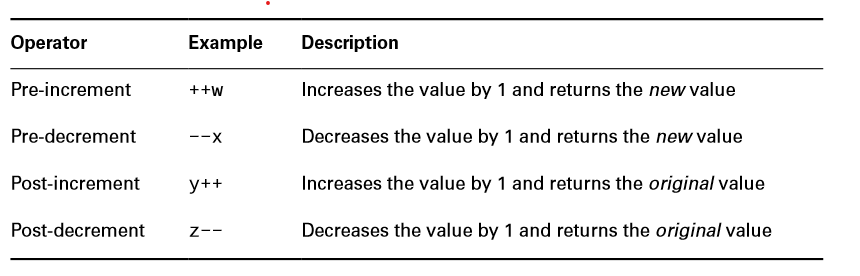 Operator Example Description
Pre-increment ++w Increases the value by 1 and returns the new value
Pre-decrement --x Decreases the value by 1 and returns the new value
Post-increment y++ Increases the value by 1 and returns the original value
Post-decrement z-- Decreases the value by 1 and returns the original value